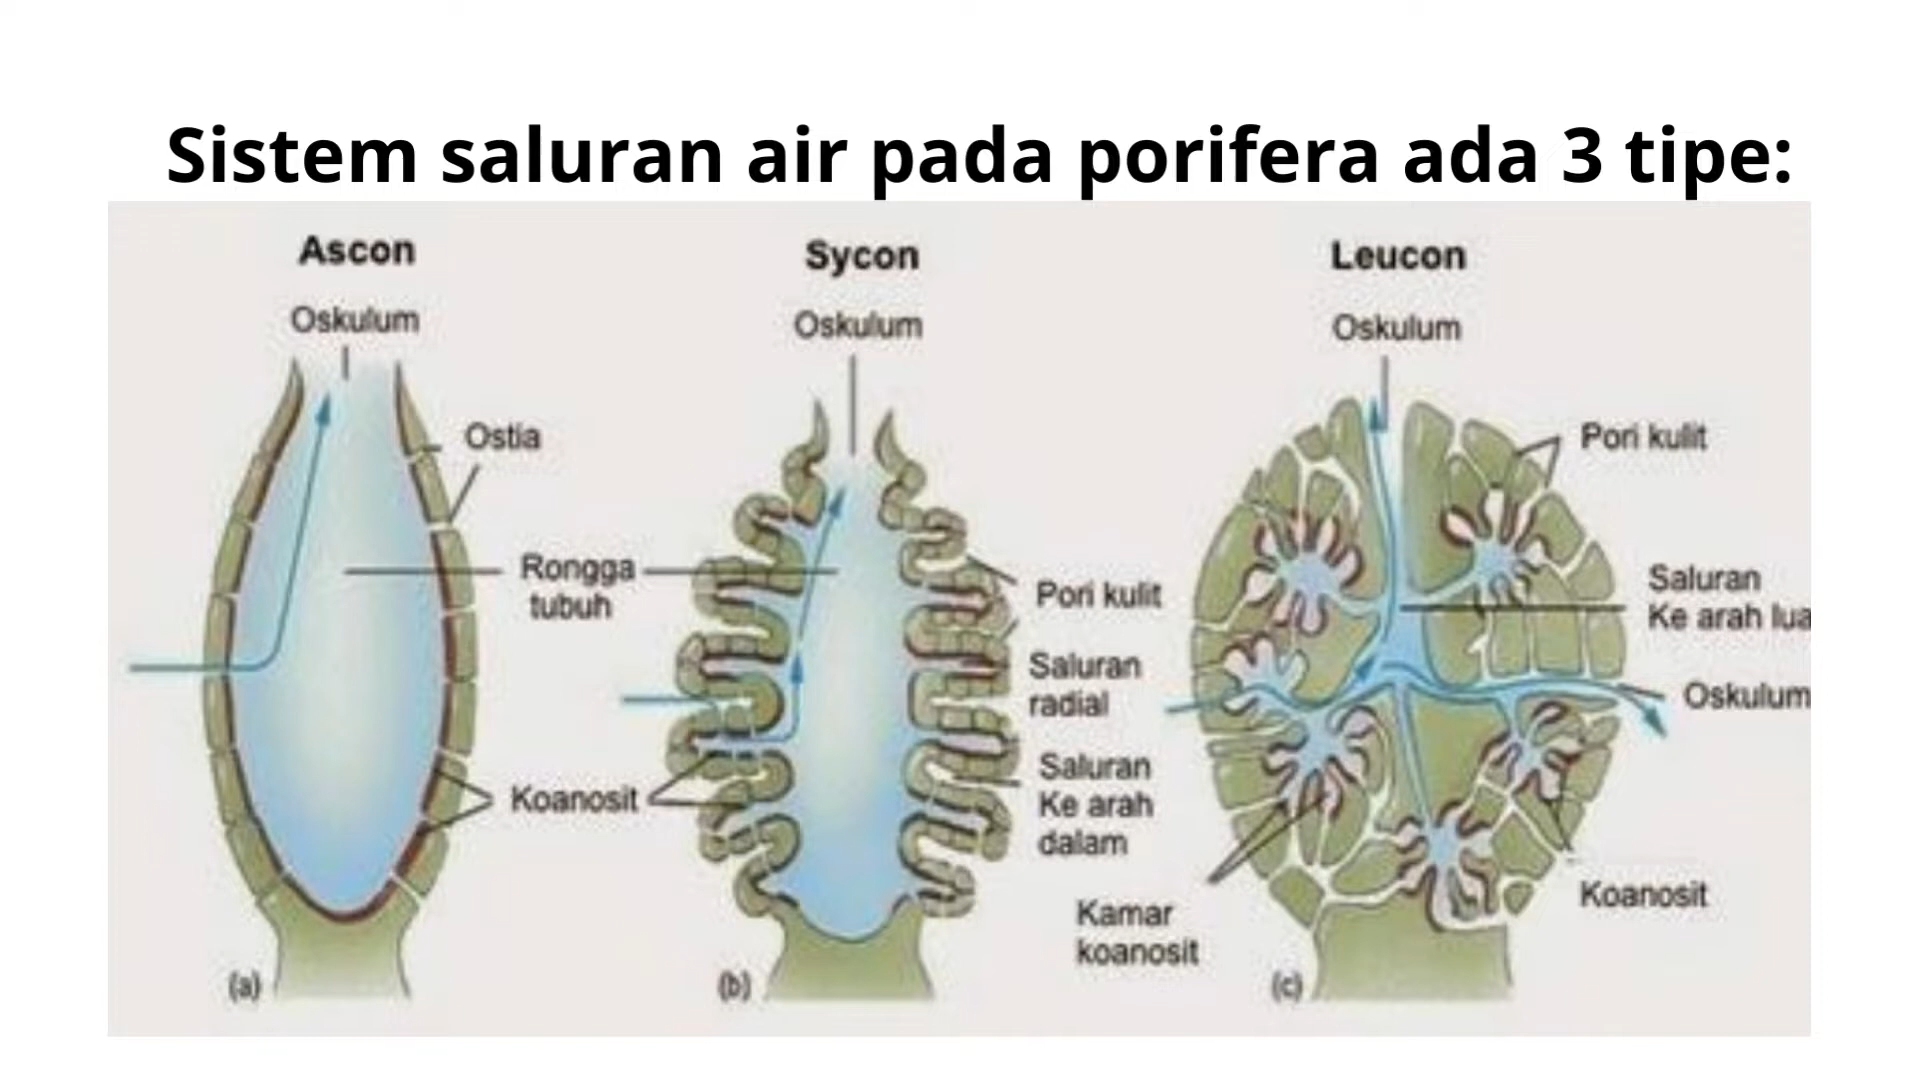 Sistem saluran air pada porifera ada 3 tipe:
Ascon
Oskulum
Ostia
Rongga
tubuh
Koanosit
(a)
Sycon
Oskulum
Pori kulit
Saluran
radial
Saluran
Ke arah
dalam
(b)
Leucon
Oskulum
Pori kulit
Saluran
Ke arah lua
Oskulum
Koanosit
Kamar
koanosit
(c)